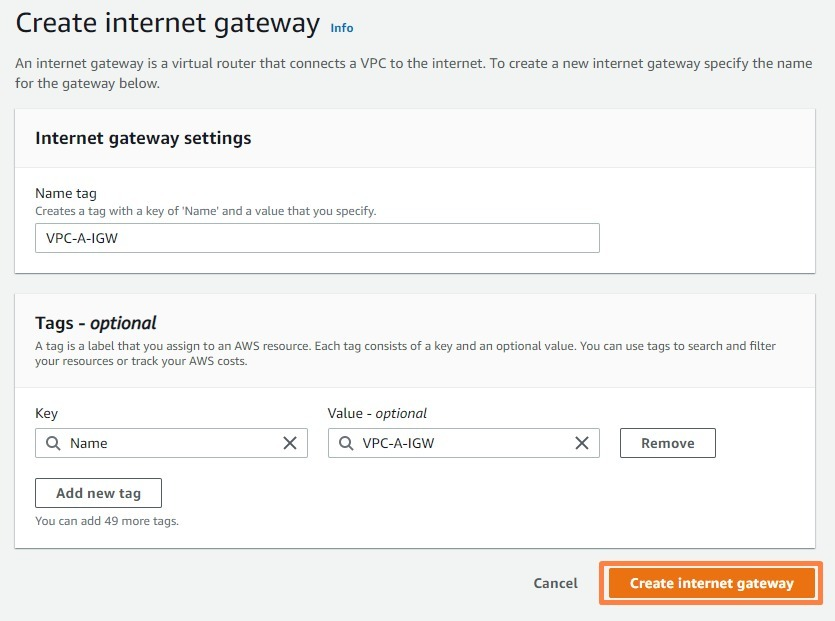 Create internet gateway Info
An internet gateway is a virtual router that connects a VPC to the internet. To create a new internet gateway specify the name
for the gateway below.
Internet gateway settings
Name tag
Creates a tag with a key of 'Name' and a value that you specify.
VPC-A-IGW
Tags - optional
A tag is a label that you assign to an AWS resource. Each tag consists of a key and an optional value. You can use tags to search and filter
your resources or track your AWS costs.
Key Value - optional
Name VPC-A-IGW Remove
Add new tag
You can add 49 more tags.
Cancel Create internet gateway